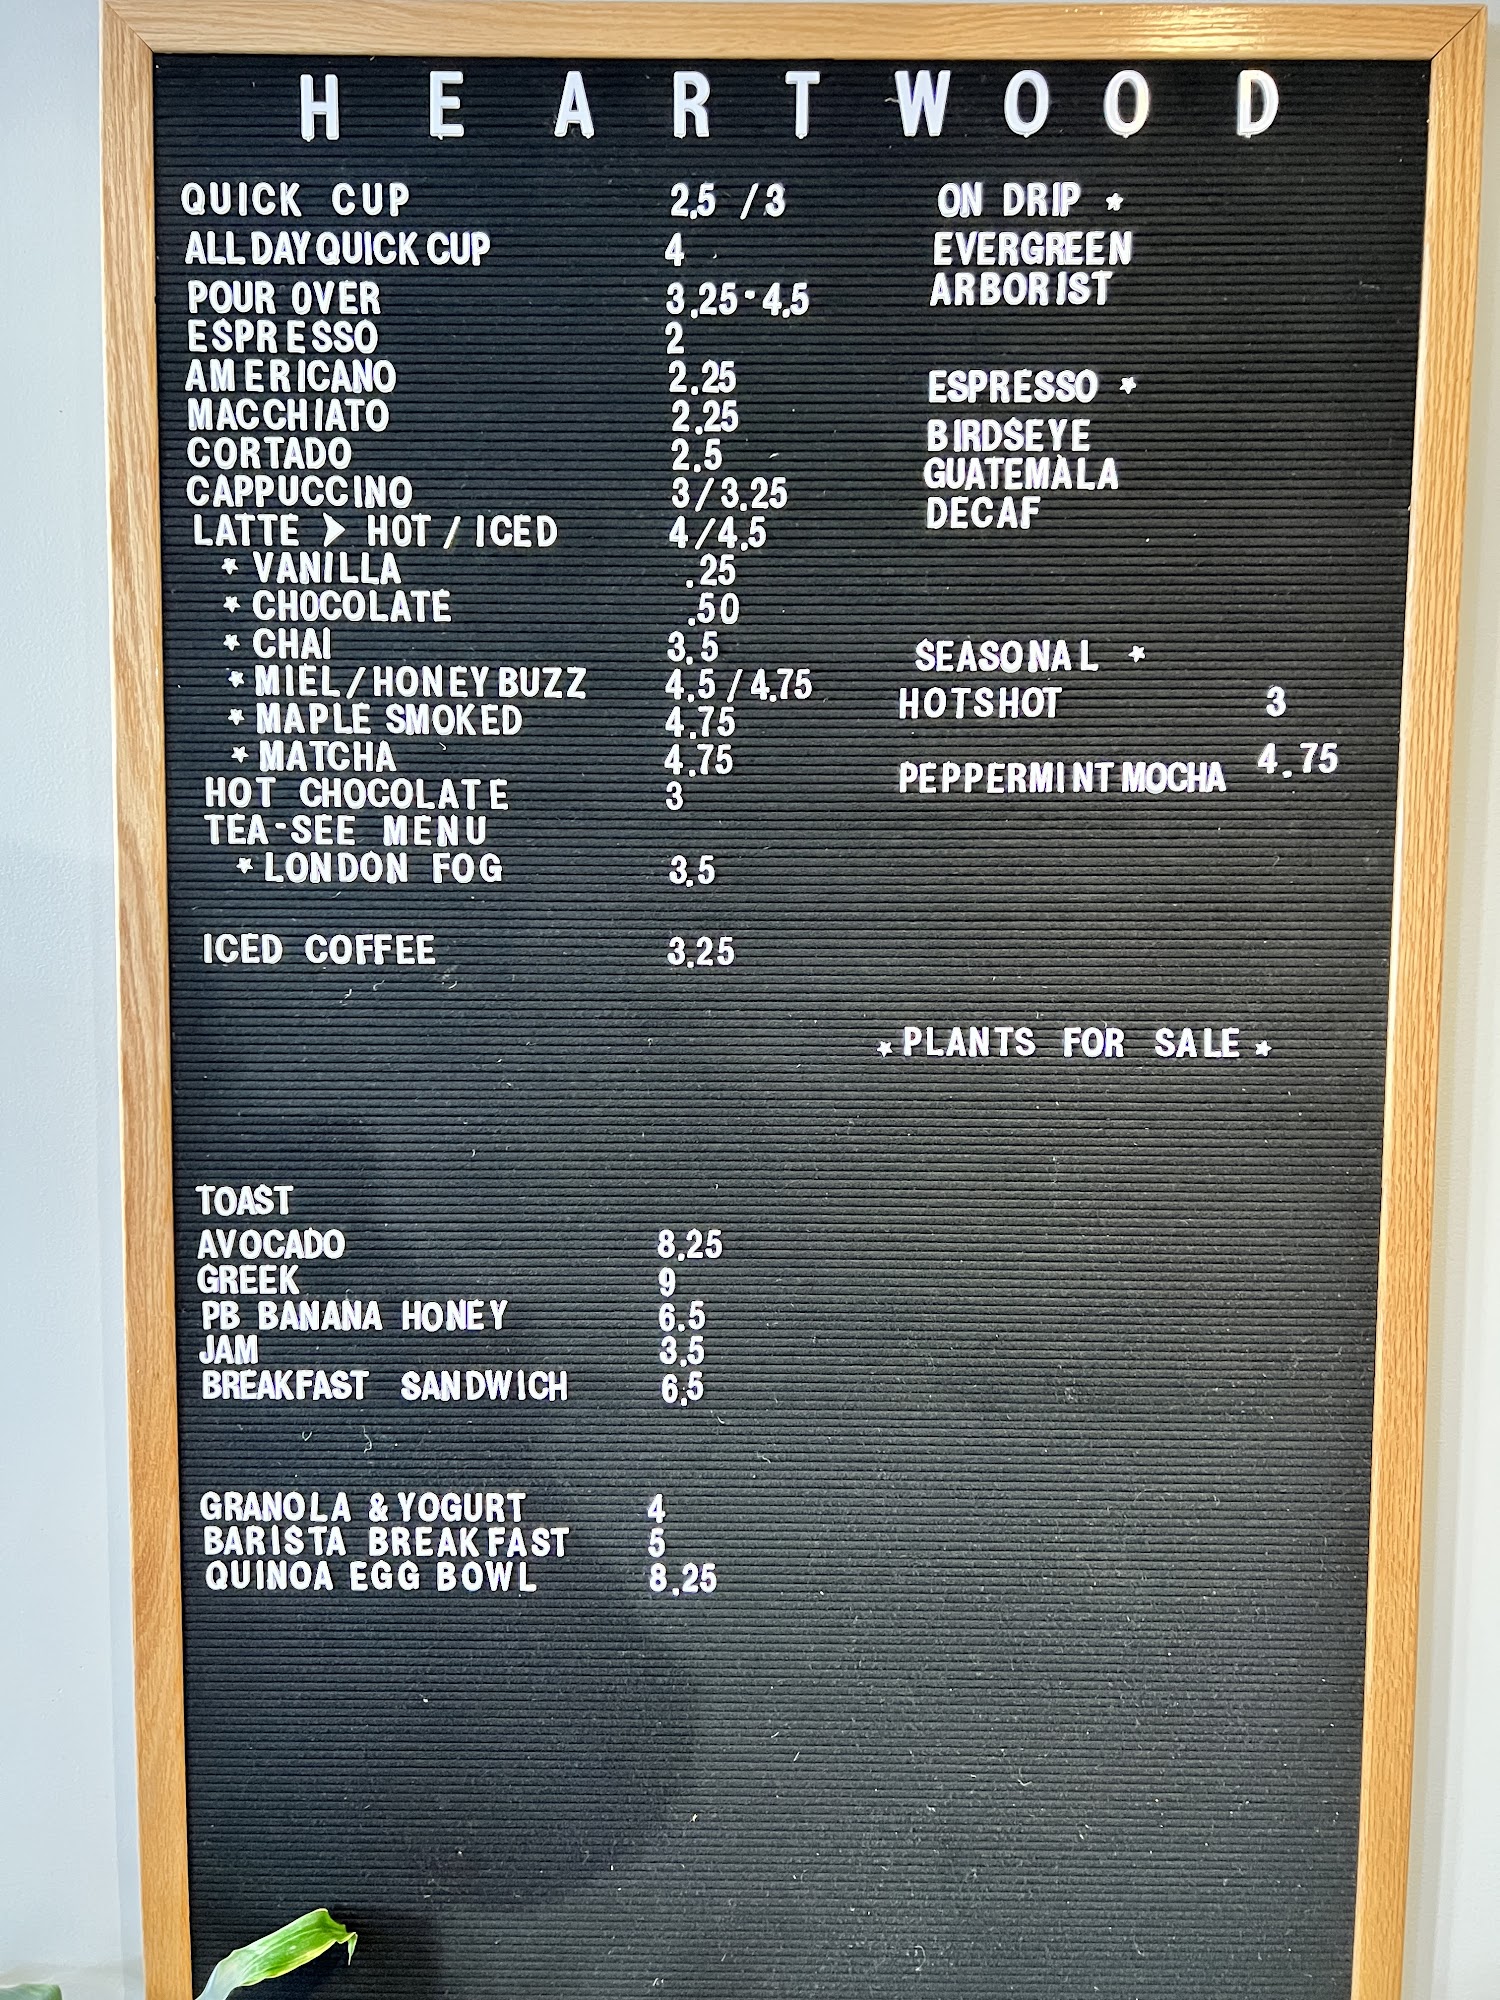 HEARTWOOD
QUICK CUP 2.5 / 3
ALL DAY QUICK CUP 4
POUR OVER 3.25-4.5
ESPRESSO 2
AMERICANO 2.25
MACCHIATO 2.25
CORTADO 2.5
CAPPUCCINO 3/3.25
LATTE > HOT / ICED 4/4.5
* VANILLA .25
* CHOCOLATE .50
* CHAI 3.5
* MIEL/HONEY BUZZ 4.5 / 4.75
* MAPLE SMOKED 4.75
* MATCHA 4.75
HOT CHOCOLATE 3
TEA-SEE MENU
* LONDON FOG 3.5
ICED COFFEE 3.25
ON DRIP *
EVERGREEN
ARBORIST
ESPRESSO *
BIRDSEYE
GUATEMALA
DECAF
SEASONAL *
HOTSHOT 3
PEPPERMINT MOCHA 4.75
* PLANTS FOR SALE *
TOAST
AVOCADO 8.25
GREEK 9
PB BANANA HONEY 6.5
JAM 3.5
BREAKFAST SANDWICH 6.5
GRANOLA & YOGURT 4
BARISTA BREAKFAST 5
QUINOA EGG BOWL 8.25